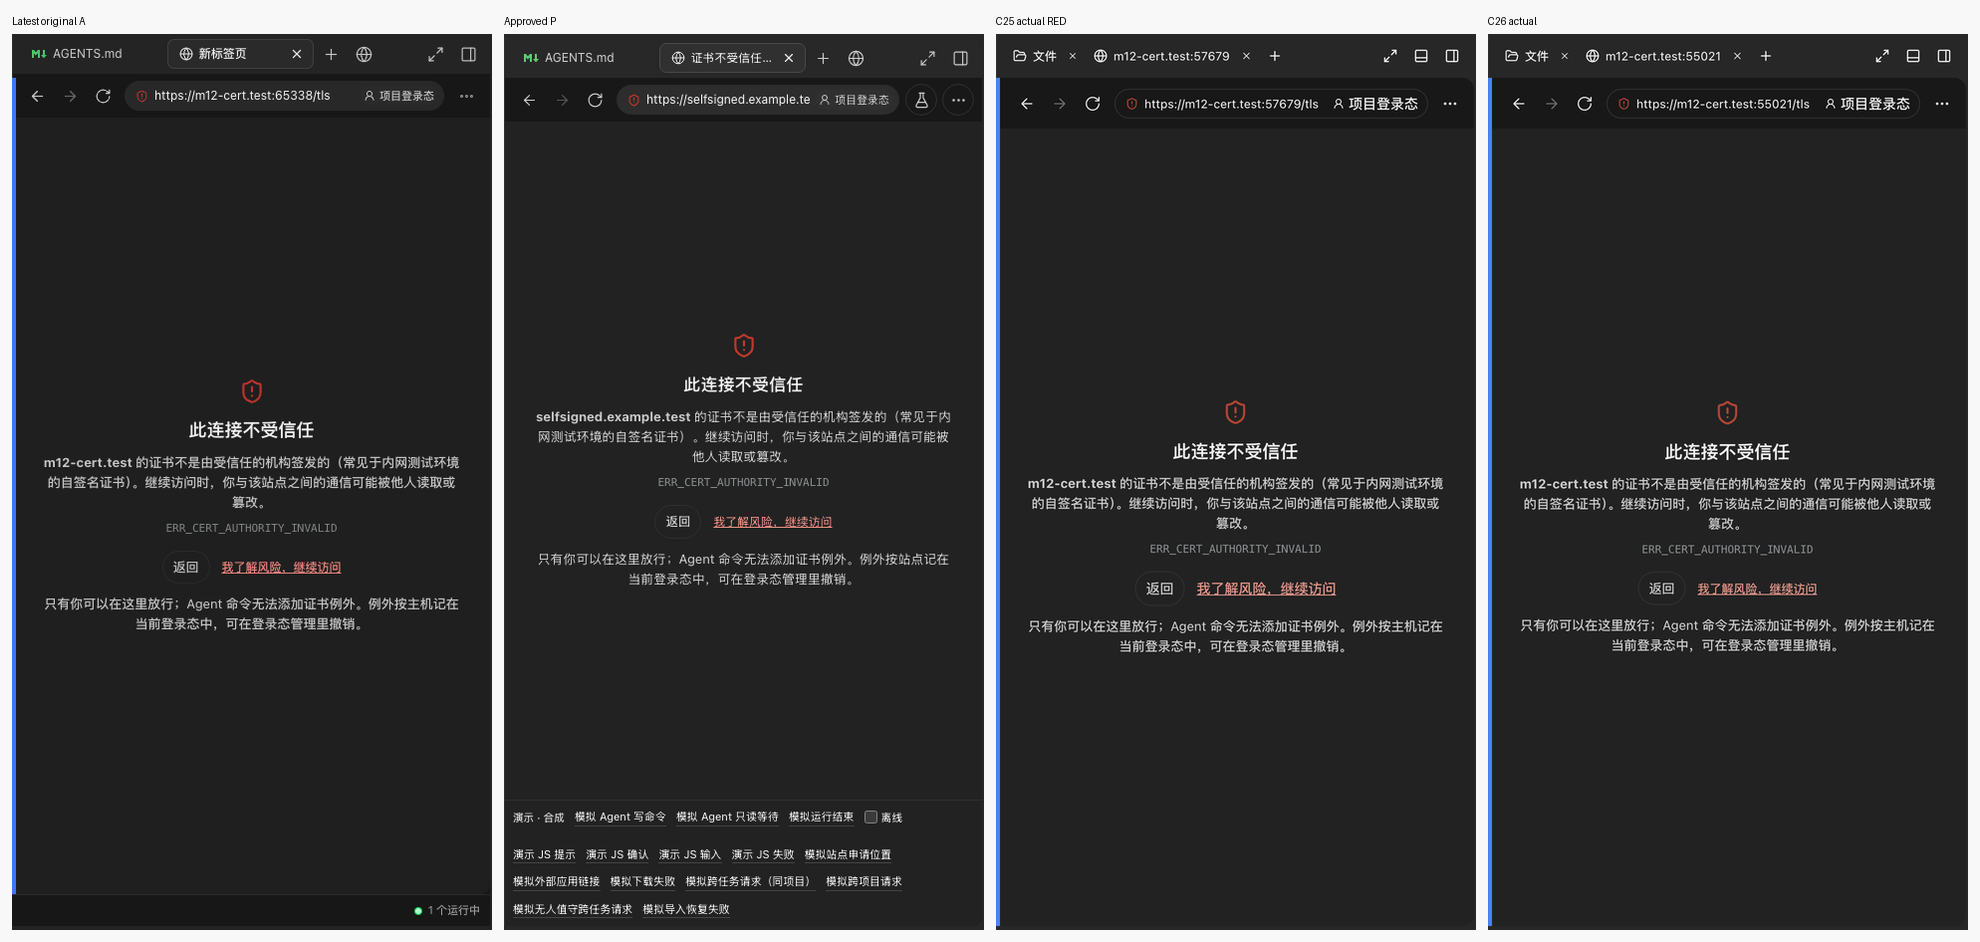 Latest original A
AGENTS.md
新标签页
https://m12-cert.test:65338/tls
项目登录态
此连接不受信任
m12-cert.test 的证书不是由受信任的机构签发的（常见于内网测试环境
的自签名证书）。继续访问时，你与该站点之间的通信可能被他人读取或
篡改。
ERR_CERT_AUTHORITY_INVALID
返回 我了解风险，继续访问
只有你可以在这里放行；Agent 命令无法添加证书例外。例外按主机记在
当前登录态中，可在登录态管理里撤销。
1 个运行中
Approved P
AGENTS.md
证书不受信任...
https://selfsigned.example.te
项目登录态
此连接不受信任
selfsigned.example.test 的证书不是由受信任的机构签发的（常见于内
网测试环境的自签名证书）。继续访问时，你与该站点之间的通信可能被
他人读取或篡改。
ERR_CERT_AUTHORITY_INVALID
返回 我了解风险，继续访问
只有你可以在这里放行；Agent 命令无法添加证书例外。例外按站点记在
当前登录态中，可在登录态管理里撤销。
演示 · 合成 模拟 Agent 写命令 模拟 Agent 只读等待 模拟运行结束 离线
演示 JS 提示 演示 JS 确认 演示 JS 输入 演示 JS 失败 模拟站点申请位置
模拟外部应用链接 模拟下载失败 模拟跨任务请求（同项目） 模拟跨项目请求
模拟无人值守跨任务请求 模拟导入恢复失败
C25 actual RED
文件
m12-cert.test:57679
https://m12-cert.test:57679/tls
项目登录态
此连接不受信任
m12-cert.test 的证书不是由受信任的机构签发的（常见于内网测试环境
的自签名证书）。继续访问时，你与该站点之间的通信可能被他人读取或
篡改。
ERR_CERT_AUTHORITY_INVALID
返回 我了解风险，继续访问
只有你可以在这里放行；Agent 命令无法添加证书例外。例外按主机记在
当前登录态中，可在登录态管理里撤销。
C26 actual
文件
m12-cert.test:55021
https://m12-cert.test:55021/tls
项目登录态
此连接不受信任
m12-cert.test 的证书不是由受信任的机构签发的（常见于内网测试环境
的自签名证书）。继续访问时，你与该站点之间的通信可能被他人读取或
篡改。
ERR_CERT_AUTHORITY_INVALID
返回 我了解风险，继续访问
只有你可以在这里放行；Agent 命令无法添加证书例外。例外按主机记在
当前登录态中，可在登录态管理里撤销。